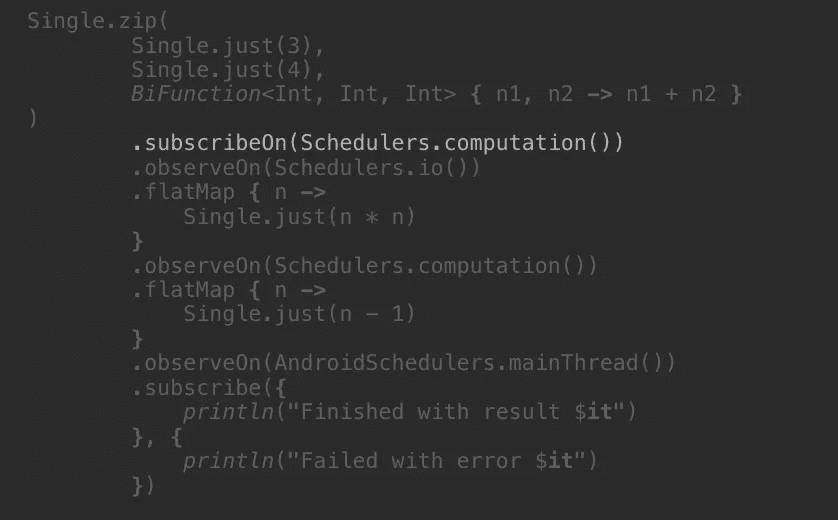 Single.zip(
        Single.just(3),
        Single.just(4),
        BiFunction<Int, Int, Int> { n1, n2 -> n1 + n2 }
)
        .subscribeOn(Schedulers.computation())
        .observeOn(Schedulers.io())
        .flatMap { n ->
            Single.just(n * n)
        }
        .observeOn(Schedulers.computation())
        .flatMap { n ->
            Single.just(n - 1)
        }
        .observeOn(AndroidSchedulers.mainThread())
        .subscribe({
            println("Finished with result $it")
        }, {
            println("Failed with error $it")
        })